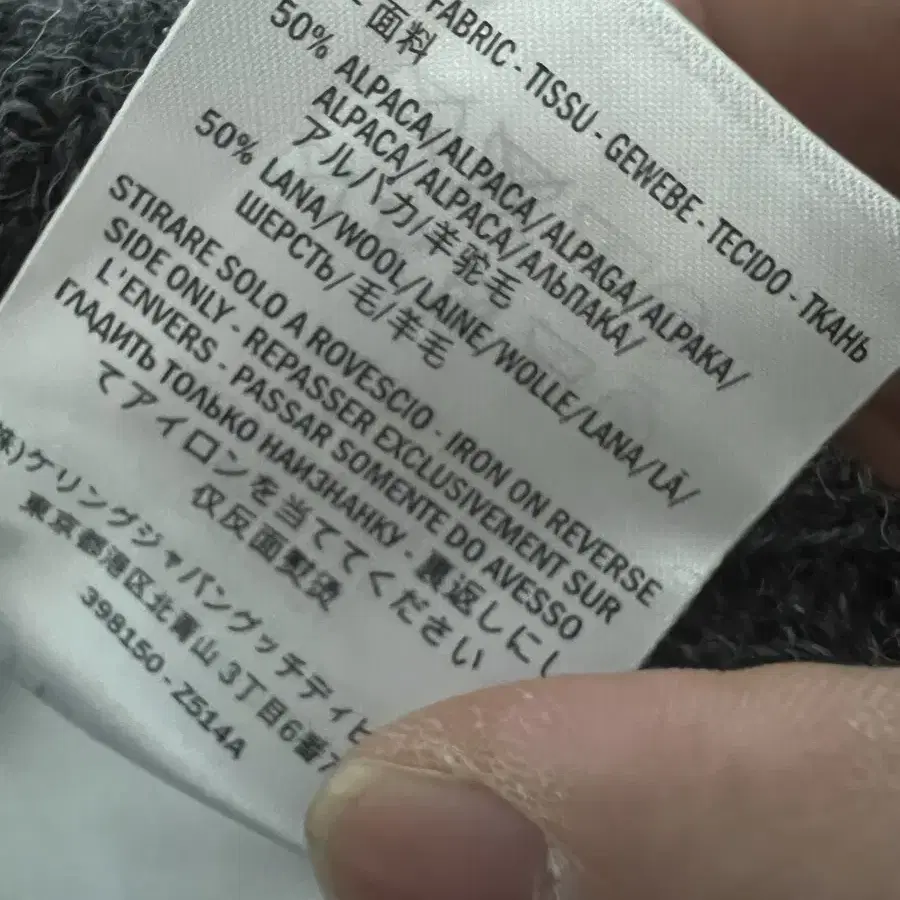 FABRIC - TISSU - GEWEBE - TECIDO - ТКАНЬ
面料
50% ALPACA/ALPACA/ALPAGA/ALPAKA/
ALPACA/ALPACA/АЛЬПАКА/
アルパカ/羊驼毛
50% LANA/WOOL/LAINE/WOLLE/LANA/LÃ/
ШЕРСТЬ/毛/羊毛
STIRARE SOLO A ROVESCIO - IRON ON REVERSE
SIDE ONLY - REPASSER EXCLUSIVEMENT SUR
L'ENVERS - PASSAR SOMENTE DO AVESSO
ГЛАДИТЬ ТОЛЬКО НАИЗНАНКУ - 裏返しにし
てアイロンを当ててください
仅反面熨烫
株)ケリングジャパングッチディビ
東京都港区北青山3丁目6番7
398150 - Z514A